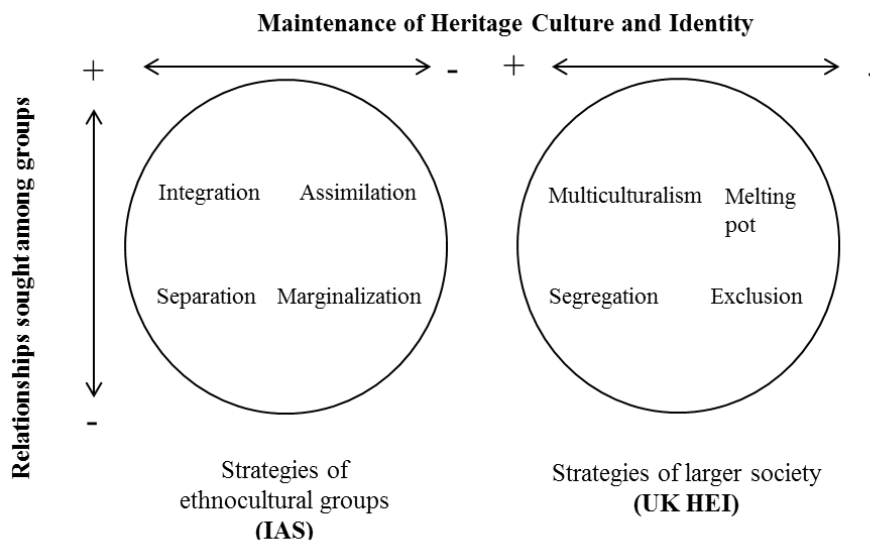 Maintenance of Heritage Culture and Identity
+ - + -
Relationships sought among groups
Integration Assimilation
Separation Marginalization
Multiculturalism Melting
pot
Segregation Exclusion
-
Strategies of
ethnocultural groups
(IAS)
Strategies of larger society
(UK HEI)